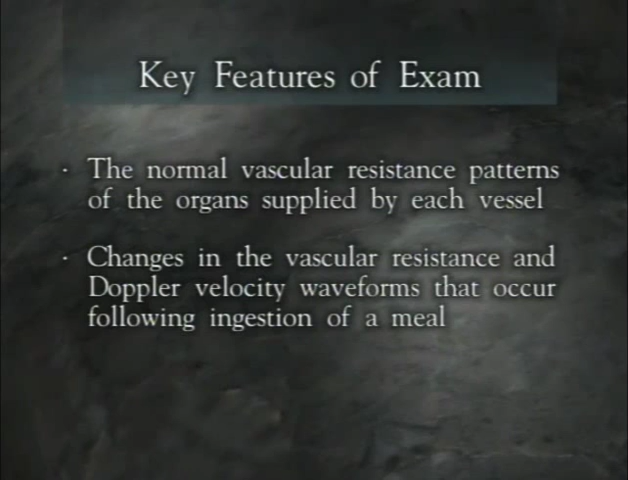 Key Features of Exam
· The normal vascular resistance patterns
of the organs supplied by each vessel
· Changes in the vascular resistance and
Doppler velocity waveforms that occur
following ingestion of a meal